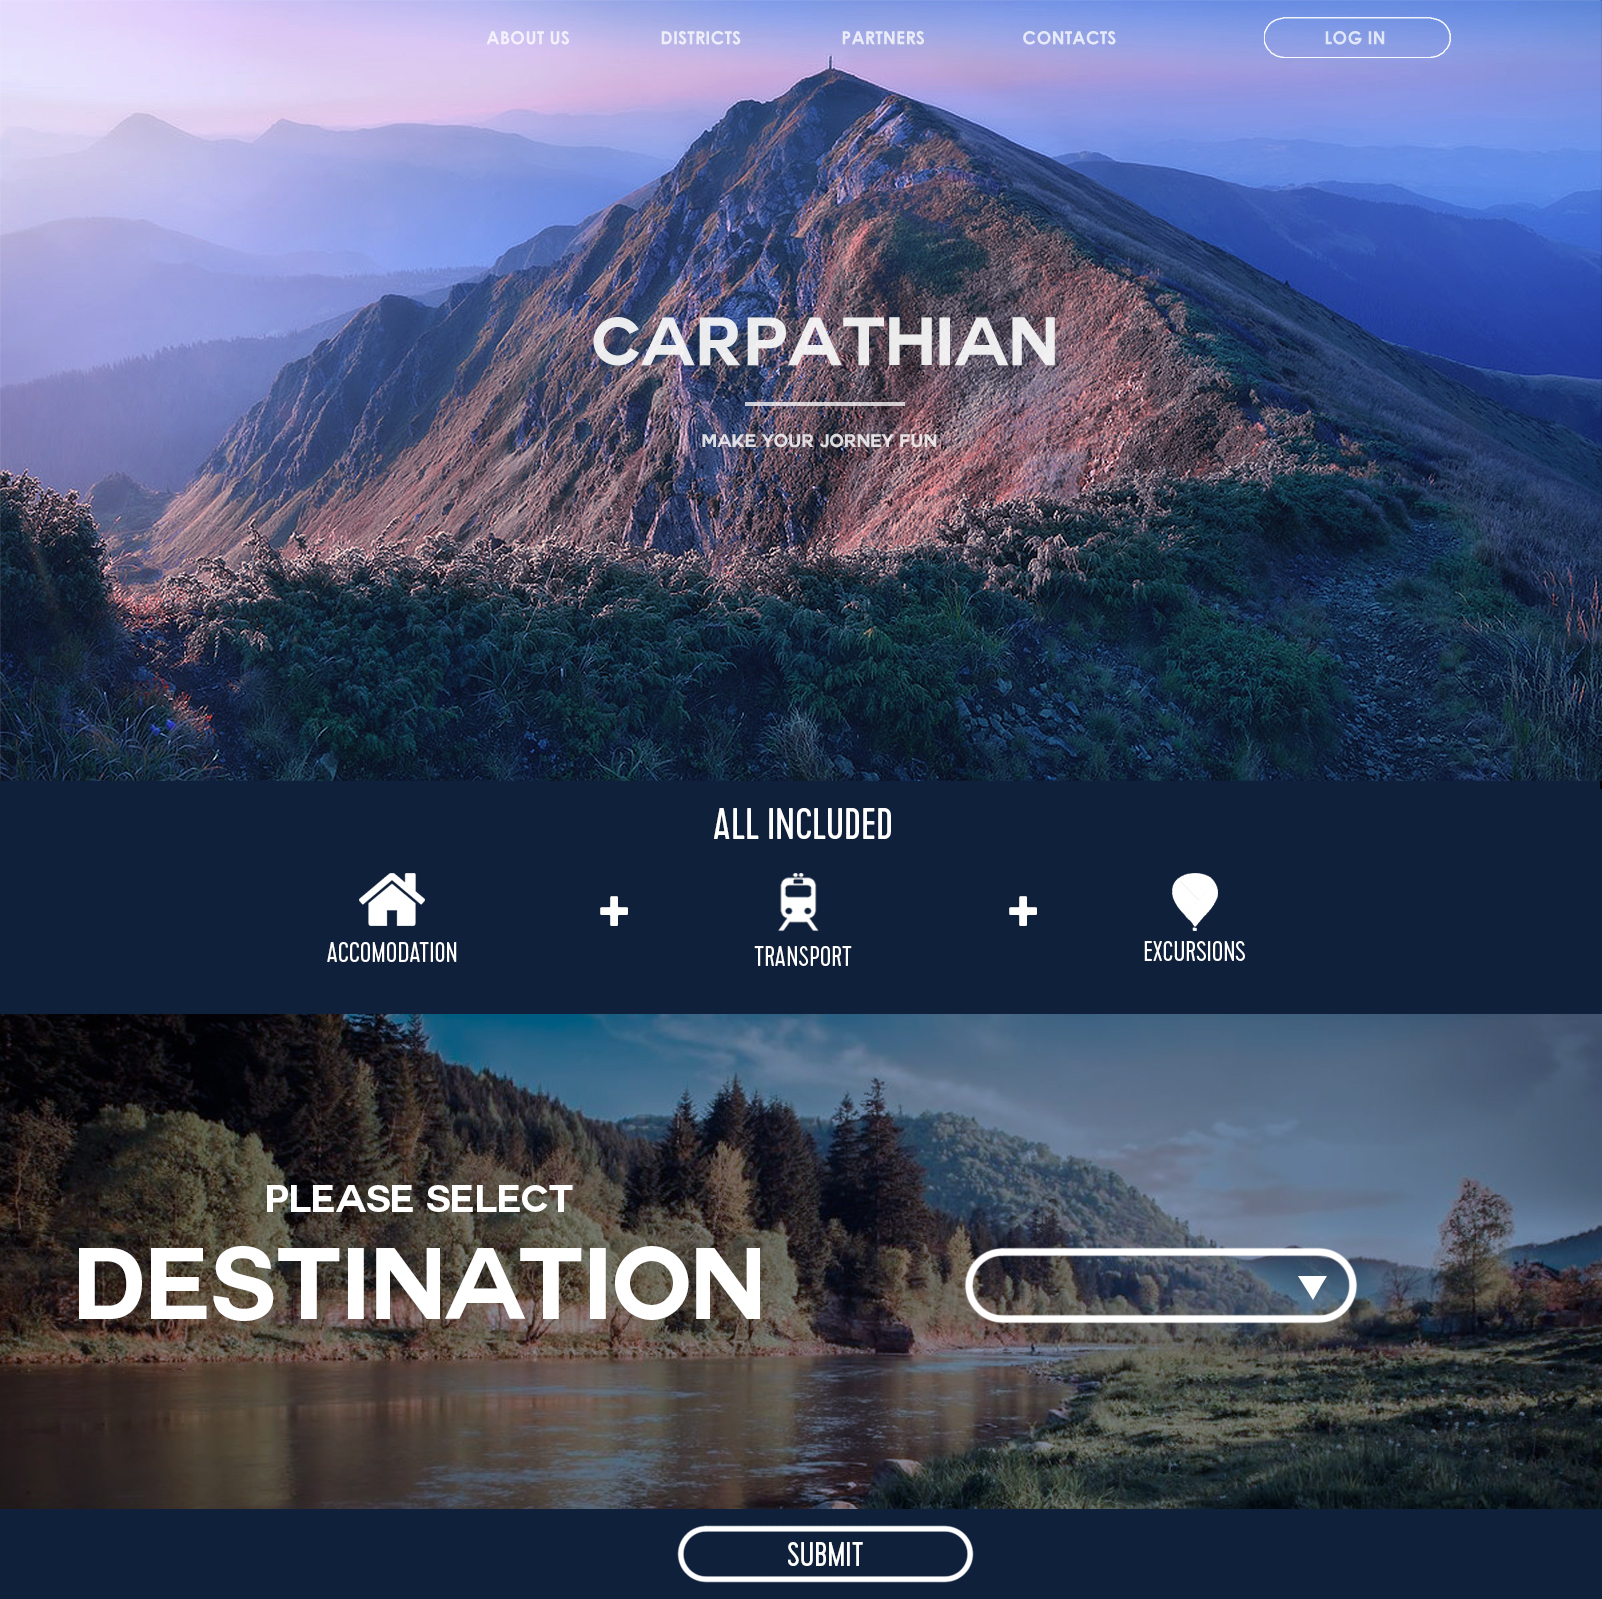 ABOUT US DISTRICTS PARTNERS CONTACTS LOG IN
CARPATHIAN
MAKE YOUR JORNEY FUN
ALL INCLUDED
ACCOMODATION TRANSPORT EXCURSIONS
PLEASE SELECT
DESTINATION
SUBMIT